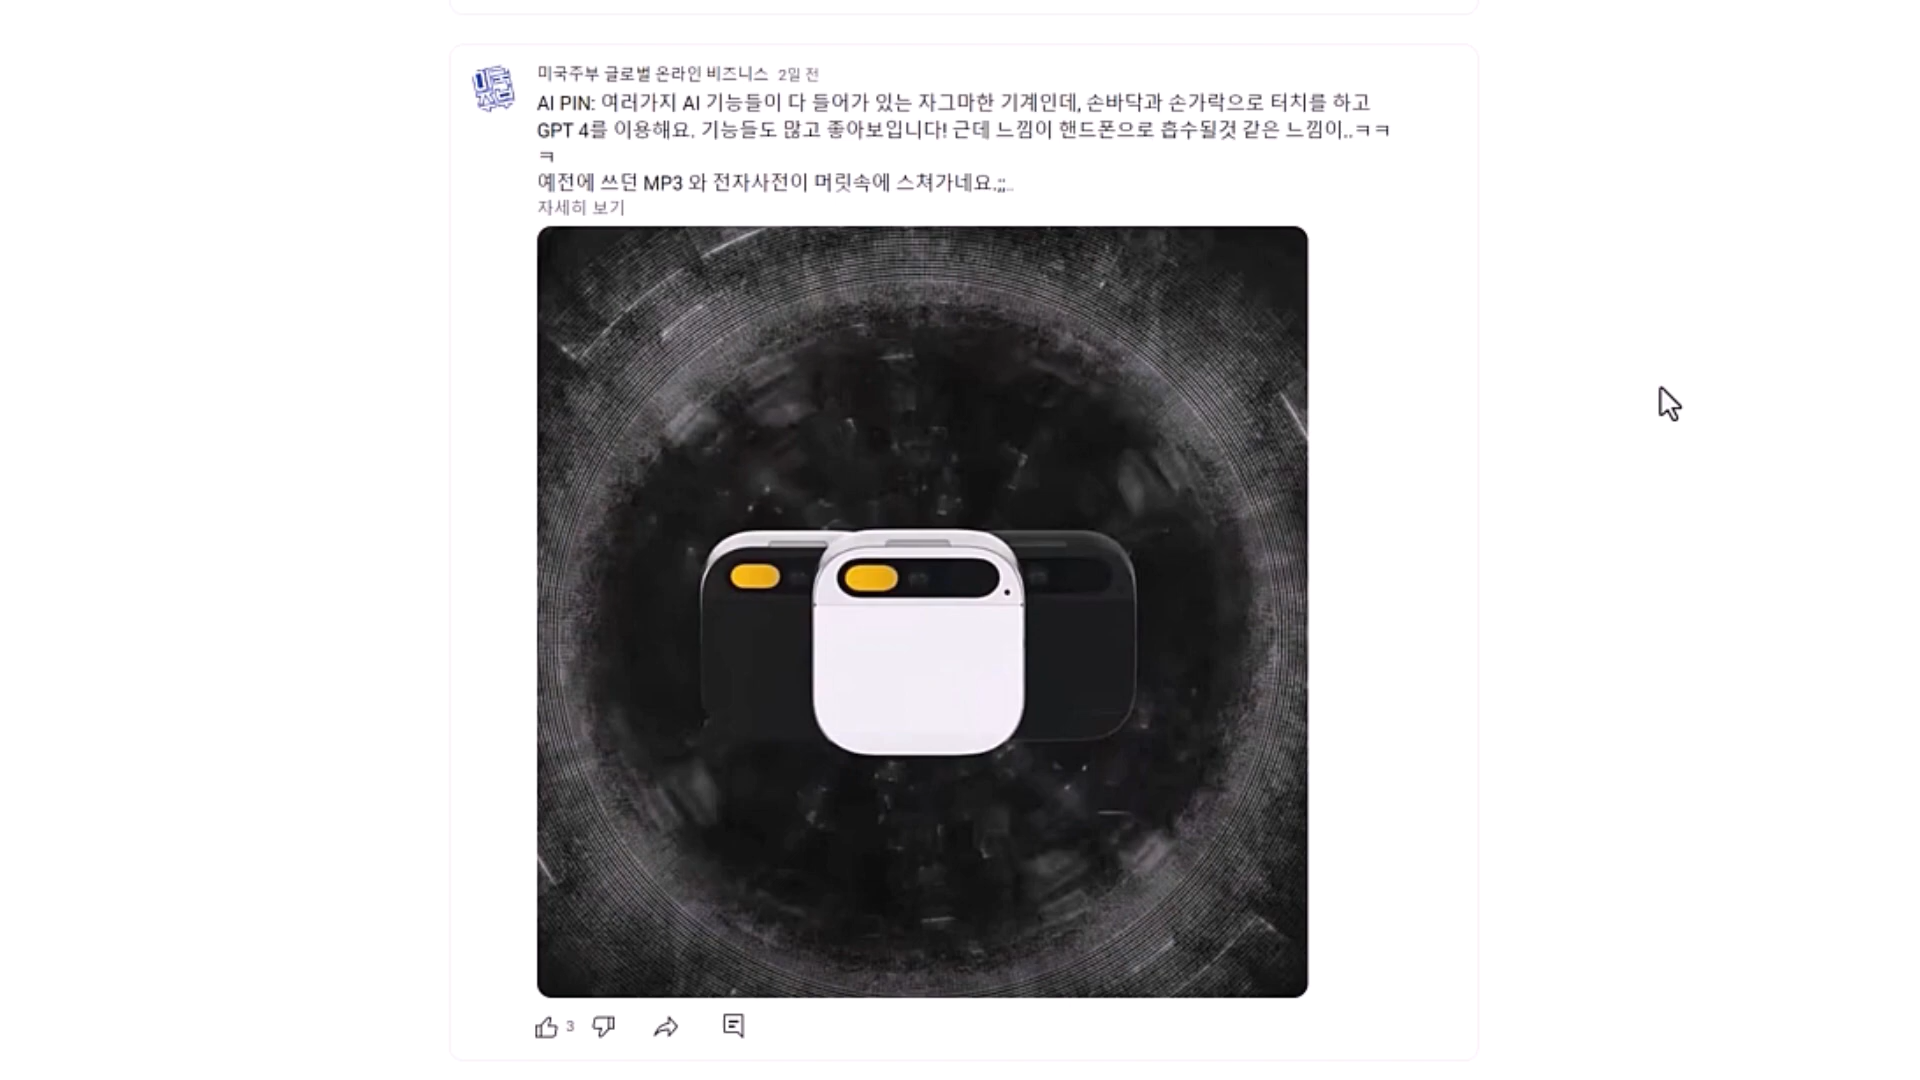 미국주부 글로벌 온라인 비즈니스 2일 전
AI PIN: 여러가지 AI 기능들이 다 들어가 있는 자그마한 기계인데, 손바닥과 손가락으로 터치를 하고
GPT 4를 이용해요. 기능들도 많고 좋아보입니다! 근데 느낌이 핸드폰으로 흡수될것 같은 느낌이..ㅋㅋ
ㅋ
예전에 쓰던 MP3 와 전자사전이 머릿속에 스쳐가네요.;;..
자세히 보기
3